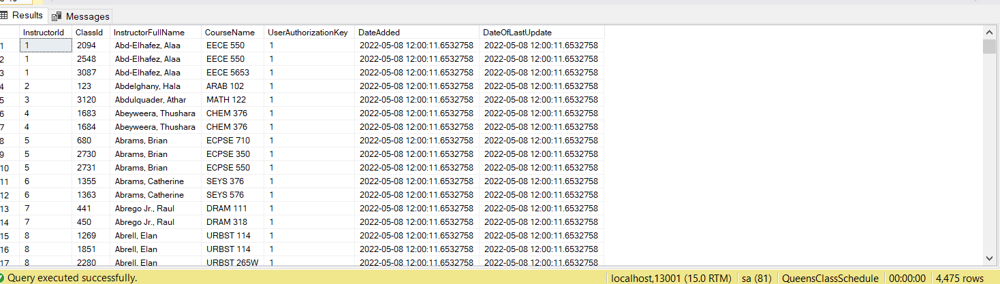 Results Messages
InstructorId ClassId InstructorFullName CourseName UserAuthorizationKey DateAdded DateOfLastUpdate
1 1 2094 Abd-Elhafez, Alaa EECE 550 1 2022-05-08 12:00:11.6532758 2022-05-08 12:00:11.6532758
2 1 2548 Abd-Elhafez, Alaa EECE 550 1 2022-05-08 12:00:11.6532758 2022-05-08 12:00:11.6532758
3 1 3087 Abd-Elhafez, Alaa EECE 5653 1 2022-05-08 12:00:11.6532758 2022-05-08 12:00:11.6532758
4 2 123 Abdelghany, Hala ARAB 102 1 2022-05-08 12:00:11.6532758 2022-05-08 12:00:11.6532758
5 3 3120 Abdulquader, Athar MATH 122 1 2022-05-08 12:00:11.6532758 2022-05-08 12:00:11.6532758
6 4 1683 Abeyweera, Thushara CHEM 376 1 2022-05-08 12:00:11.6532758 2022-05-08 12:00:11.6532758
7 4 1684 Abeyweera, Thushara CHEM 376 1 2022-05-08 12:00:11.6532758 2022-05-08 12:00:11.6532758
8 5 680 Abrams, Brian ECPSE 710 1 2022-05-08 12:00:11.6532758 2022-05-08 12:00:11.6532758
9 5 2730 Abrams, Brian ECPSE 350 1 2022-05-08 12:00:11.6532758 2022-05-08 12:00:11.6532758
10 5 2731 Abrams, Brian ECPSE 550 1 2022-05-08 12:00:11.6532758 2022-05-08 12:00:11.6532758
11 6 1355 Abrams, Catherine SEYS 376 1 2022-05-08 12:00:11.6532758 2022-05-08 12:00:11.6532758
12 6 1363 Abrams, Catherine SEYS 576 1 2022-05-08 12:00:11.6532758 2022-05-08 12:00:11.6532758
13 7 441 Abrego Jr., Raul DRAM 111 1 2022-05-08 12:00:11.6532758 2022-05-08 12:00:11.6532758
14 7 450 Abrego Jr., Raul DRAM 318 1 2022-05-08 12:00:11.6532758 2022-05-08 12:00:11.6532758
15 8 1269 Abrell, Elan URBST 114 1 2022-05-08 12:00:11.6532758 2022-05-08 12:00:11.6532758
16 8 1851 Abrell, Elan URBST 114 1 2022-05-08 12:00:11.6532758 2022-05-08 12:00:11.6532758
17 8 2280 Abrell, Elan URBST 265W 1 2022-05-08 12:00:11.6532758 2022-05-08 12:00:11.6532758
Query executed successfully. localhost,13001 (15.0 RTM) sa (81) QueensClassSchedule 00:00:00 4,475 rows